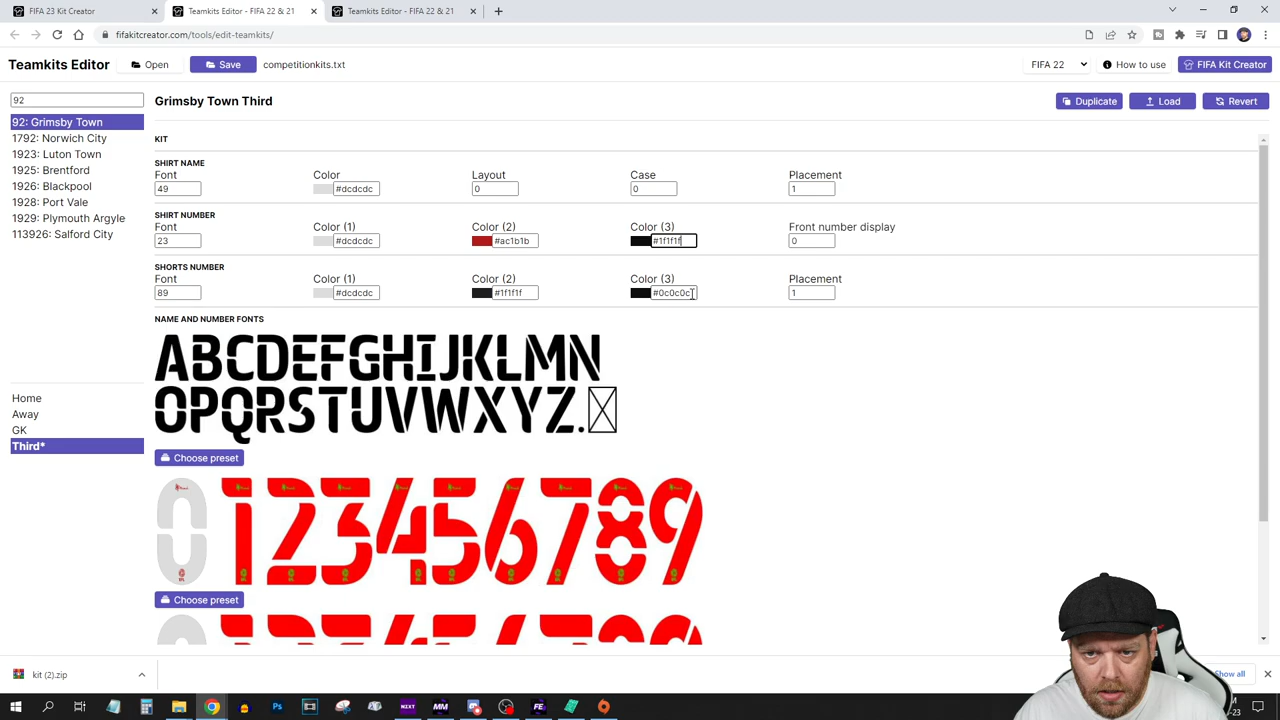 FIFA 23 Kit Creator
Teamkits Editor - FIFA 22 & 21
Teamkits Editor - FIFA 22 & 21
fifakitcreator.com/tools/edit-teamkits/
Teamkits Editor Open Save competitionkits.txt FIFA 22 How to use FIFA Kit Creator
92
92: Grimsby Town
1792: Norwich City
1923: Luton Town
1925: Brentford
1926: Blackpool
1928: Port Vale
1929: Plymouth Argyle
113926: Salford City
Home
Away
GK
Third*
Grimsby Town Third Duplicate Load Revert
KIT
SHIRT NAME
Font Color Layout Case Placement
49 #dcdcdc 0 0 1
SHIRT NUMBER
Font Color (1) Color (2) Color (3) Front number display
23 #dcdcdc #ac1b1b #1f1f1f 0
SHORTS NUMBER
Font Color (1) Color (2) Color (3) Placement
89 #dcdcdc #1f1f1f #0c0c0c 1
NAME AND NUMBER FONTS
ABCDEFGHIJKLMN
OPQRSTUVWXYZ.
Choose preset
0123456789
Choose preset
kit (2).zip
Show all
NIXT MM FE